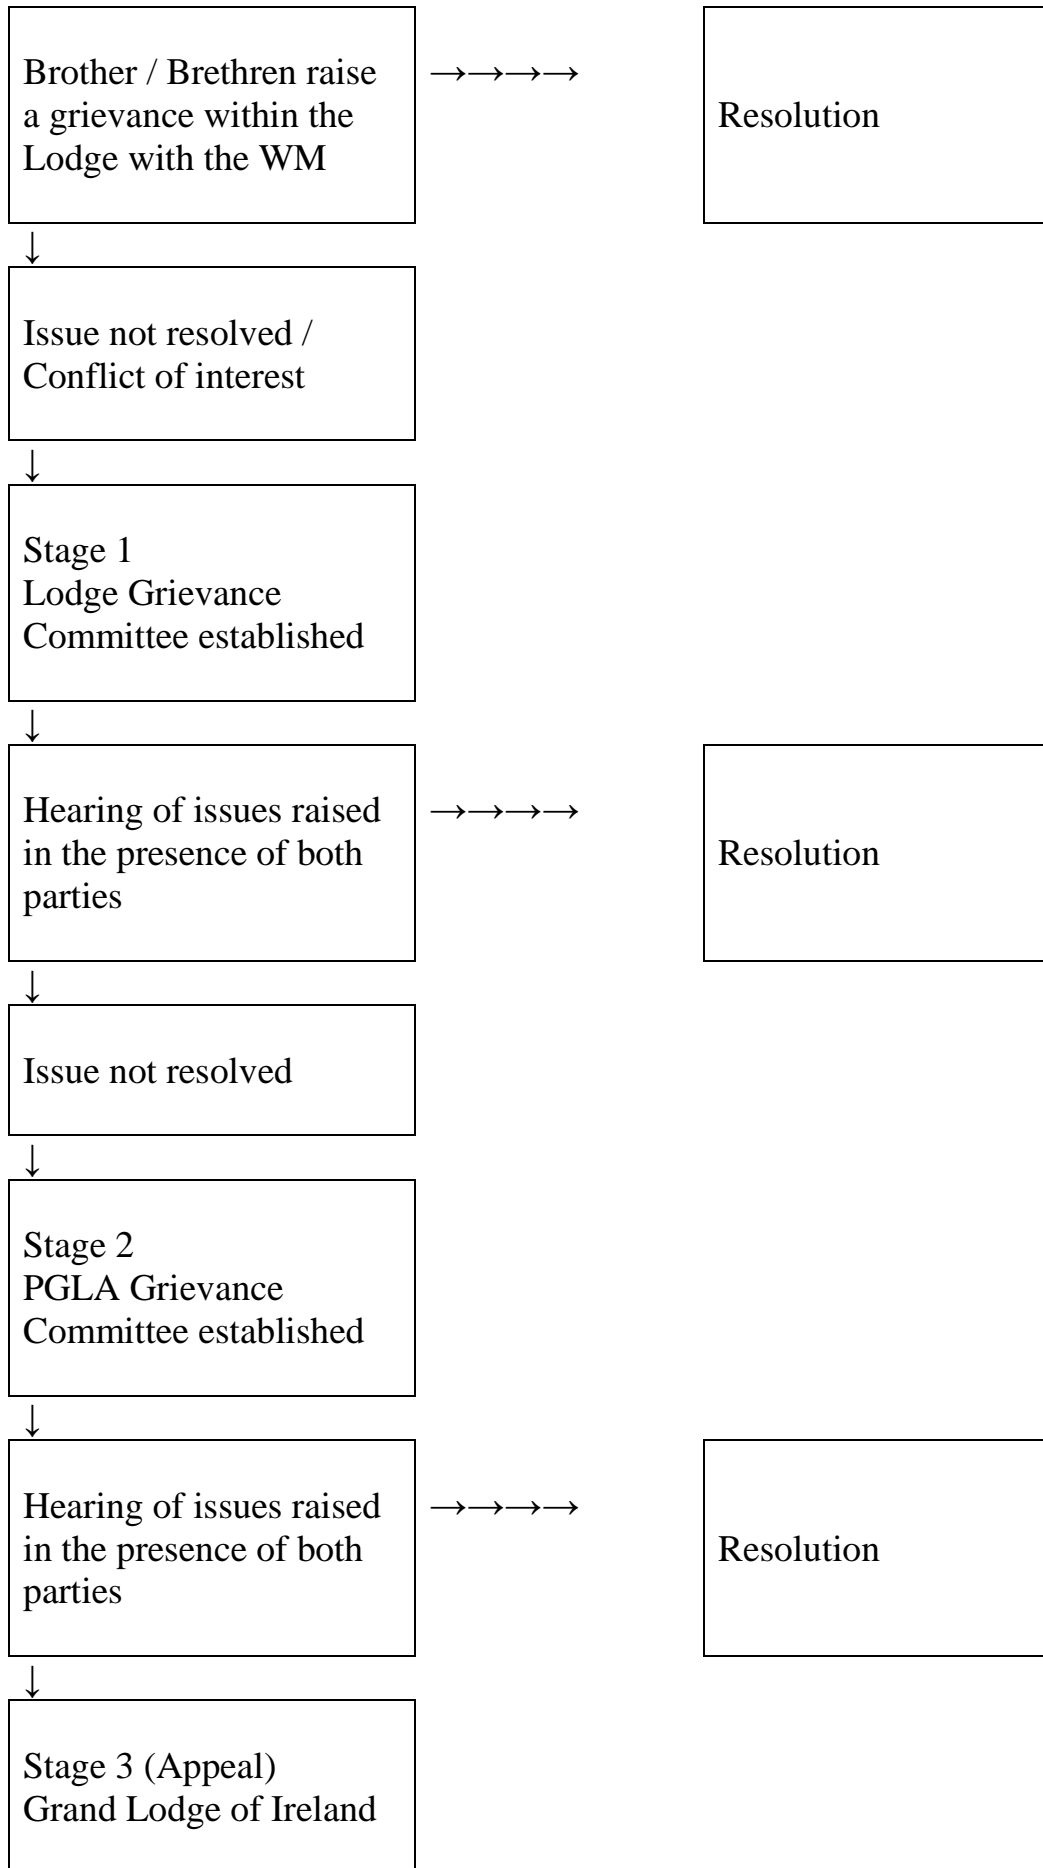 Brother / Brethren raise
a grievance within the
Lodge with the WM
→→→→
Resolution
↓
Issue not resolved /
Conflict of interest
↓
Stage 1
Lodge Grievance
Committee established
↓
Hearing of issues raised
in the presence of both
parties
→→→→
Resolution
↓
Issue not resolved
↓
Stage 2
PGLA Grievance
Committee established
↓
Hearing of issues raised
in the presence of both
parties
→→→→
Resolution
↓
Stage 3 (Appeal)
Grand Lodge of Ireland